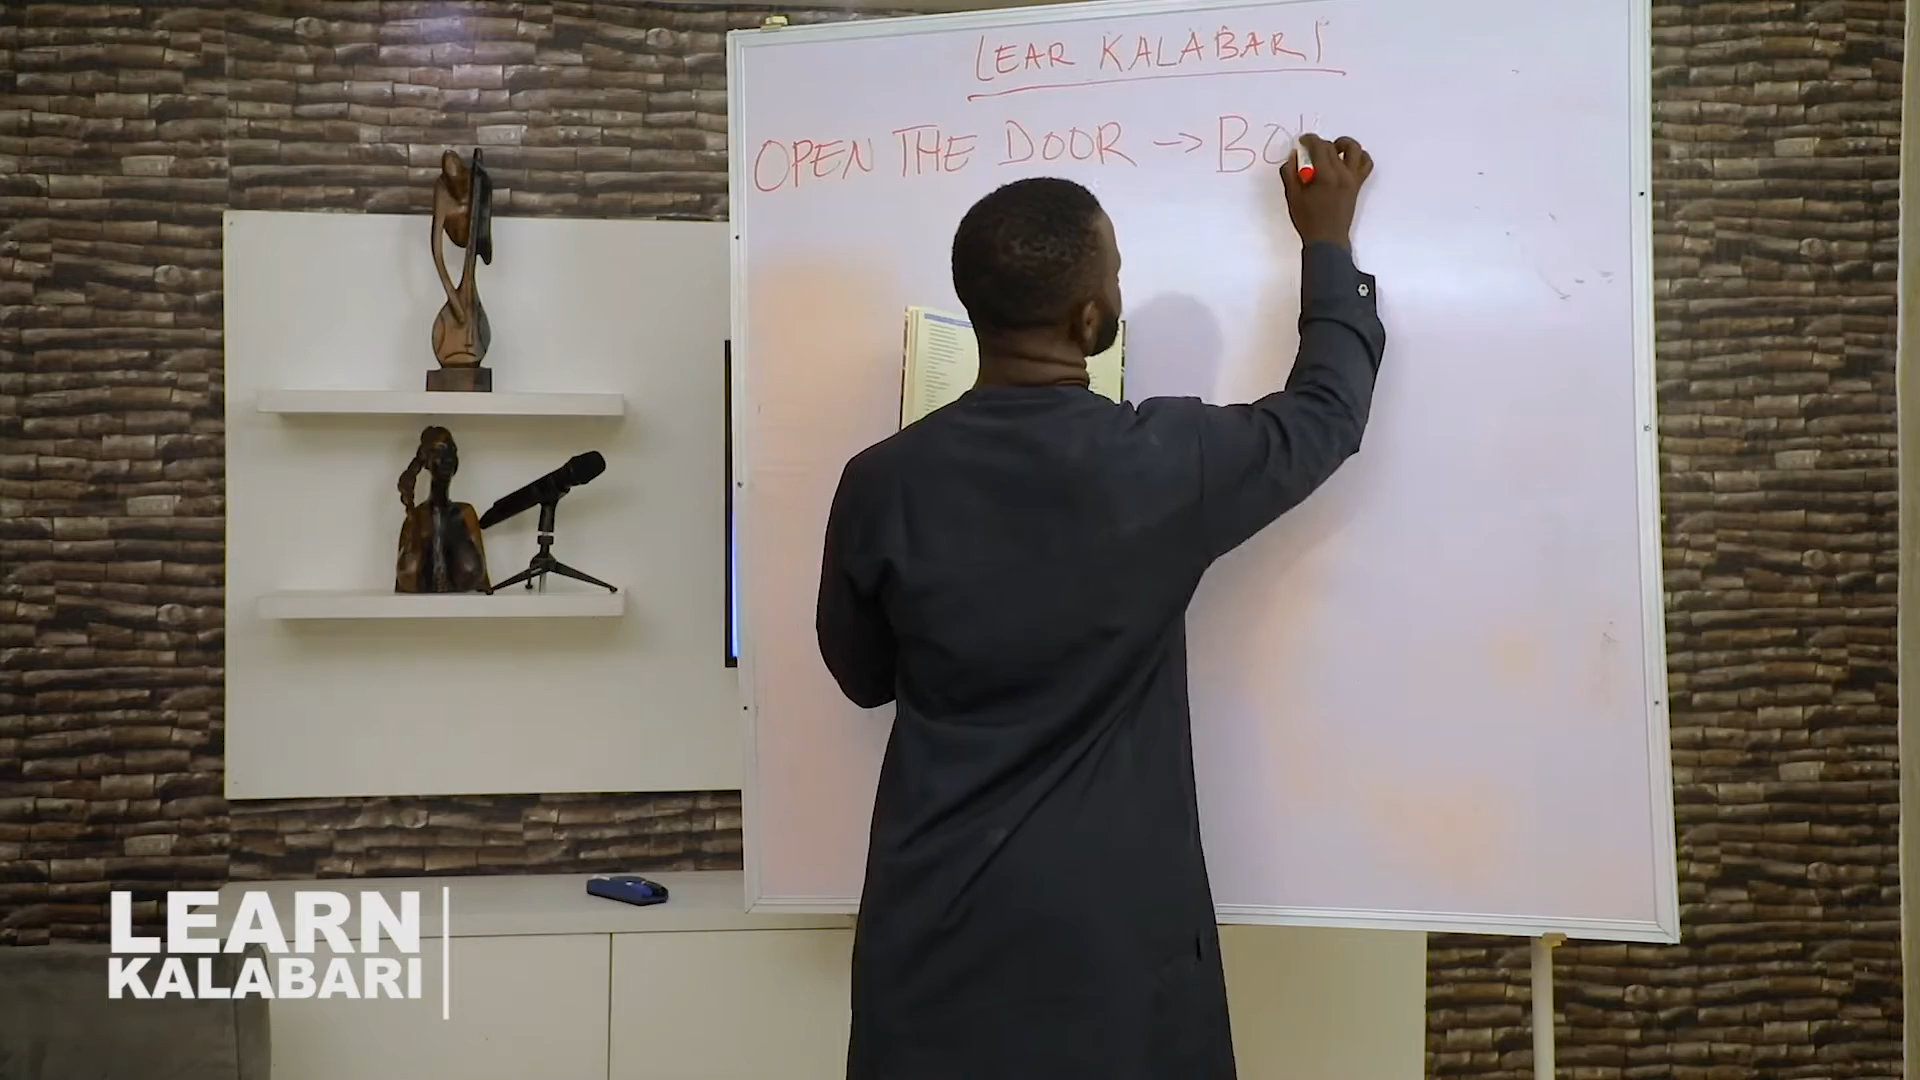 LEAR KALABARI
OPEN THE DOOR → BO
LEARN
KALABARI